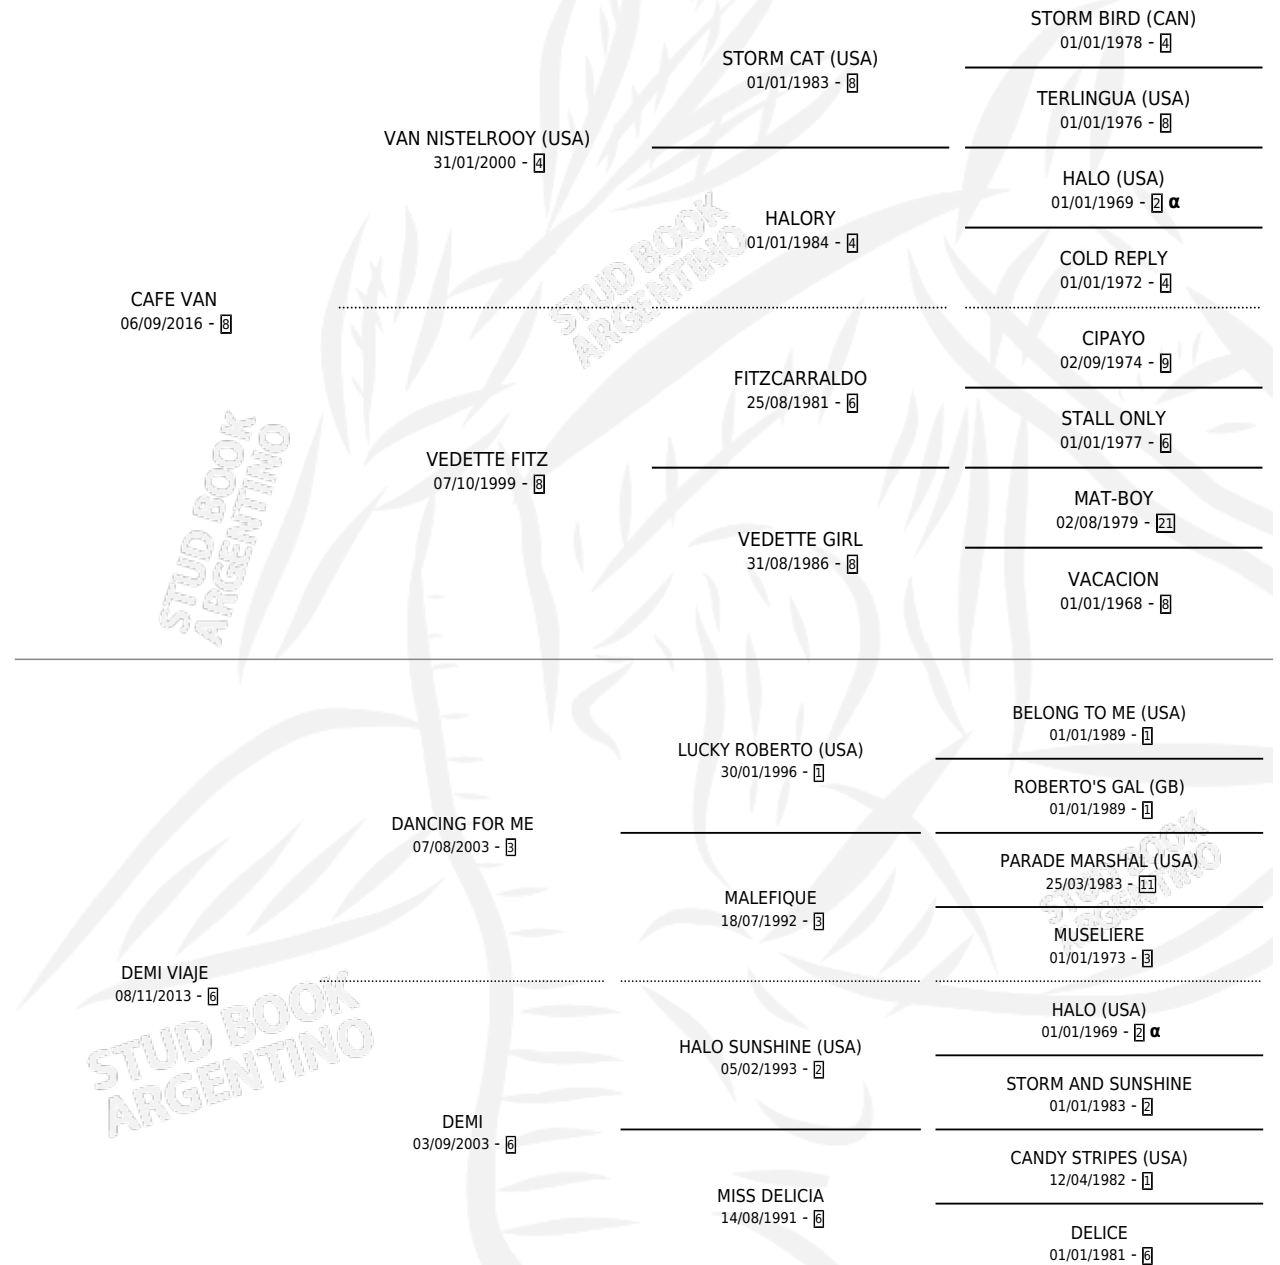 STORM BIRD (CAN)
01/01/1978 - 4
STORM CAT (USA)
01/01/1983 - 8
TERLINGUA (USA)
01/01/1976 - 8
VAN NISTELROOY (USA)
31/01/2000 - 4
HALO (USA)
01/01/1969 - 2 α
HALORY
01/01/1984 - 4
COLD REPLY
01/01/1972 - 4
CAFE VAN
06/09/2016 - 8
CIPAYO
02/09/1974 - 9
FITZCARRALDO
25/08/1981 - 6
STALL ONLY
01/01/1977 - 6
VEDETTE FITZ
07/10/1999 - 8
MAT-BOY
02/08/1979 - 21
VEDETTE GIRL
31/08/1986 - 8
VACACION
01/01/1968 - 8
STUD BOOK
ARGENTINO
STUD BOOK
ARGENTINO
BELONG TO ME (USA)
01/01/1989 - 1
LUCKY ROBERTO (USA)
30/01/1996 - 1
ROBERTO'S GAL (GB)
01/01/1989 - 1
DANCING FOR ME
07/08/2003 - 3
PARADE MARSHAL (USA)
25/03/1983 - 11
MALEFIQUE
18/07/1992 - 3
MUSELIERE
01/01/1973 - 3
DEMI VIAJE
08/11/2013 - 6
HALO (USA)
01/01/1969 - 2 α
HALO SUNSHINE (USA)
05/02/1993 - 2
STORM AND SUNSHINE
01/01/1983 - 2
DEMI
03/09/2003 - 6
CANDY STRIPES (USA)
12/04/1982 - 1
MISS DELICIA
14/08/1991 - 6
DELICE
01/01/1981 - 6
STUD BOOK
ARGENTINO
STUD BOOK
ARGENTINO